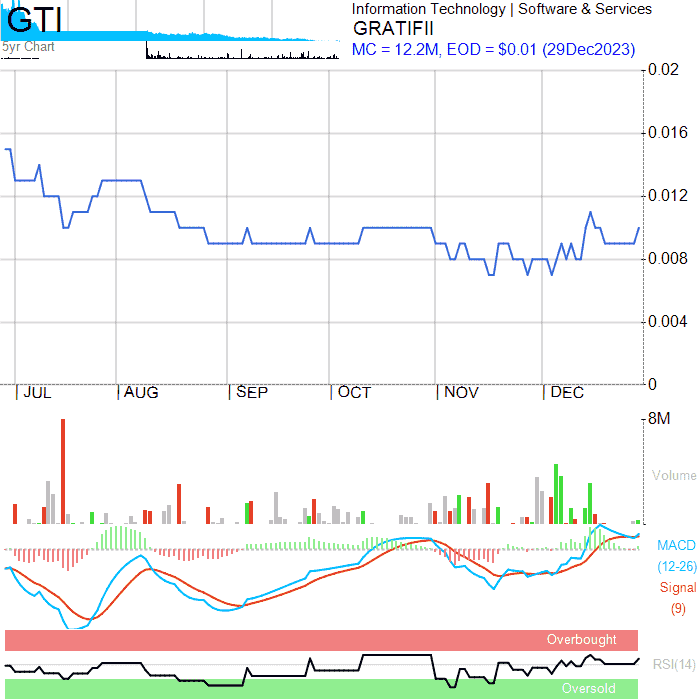 GTI
5yr Chart
Information Technology | Software & Services
GRATIFII
MC = 12.2M, EOD = $0.01 (29Dec2023)
0.02
0.016
0.012
0.008
0.004
0
| JUL | AUG | SEP | OCT | NOV | DEC
8M
Volume
MACD
(12-26)
Signal
(9)
Overbought
RSI(14)
Oversold